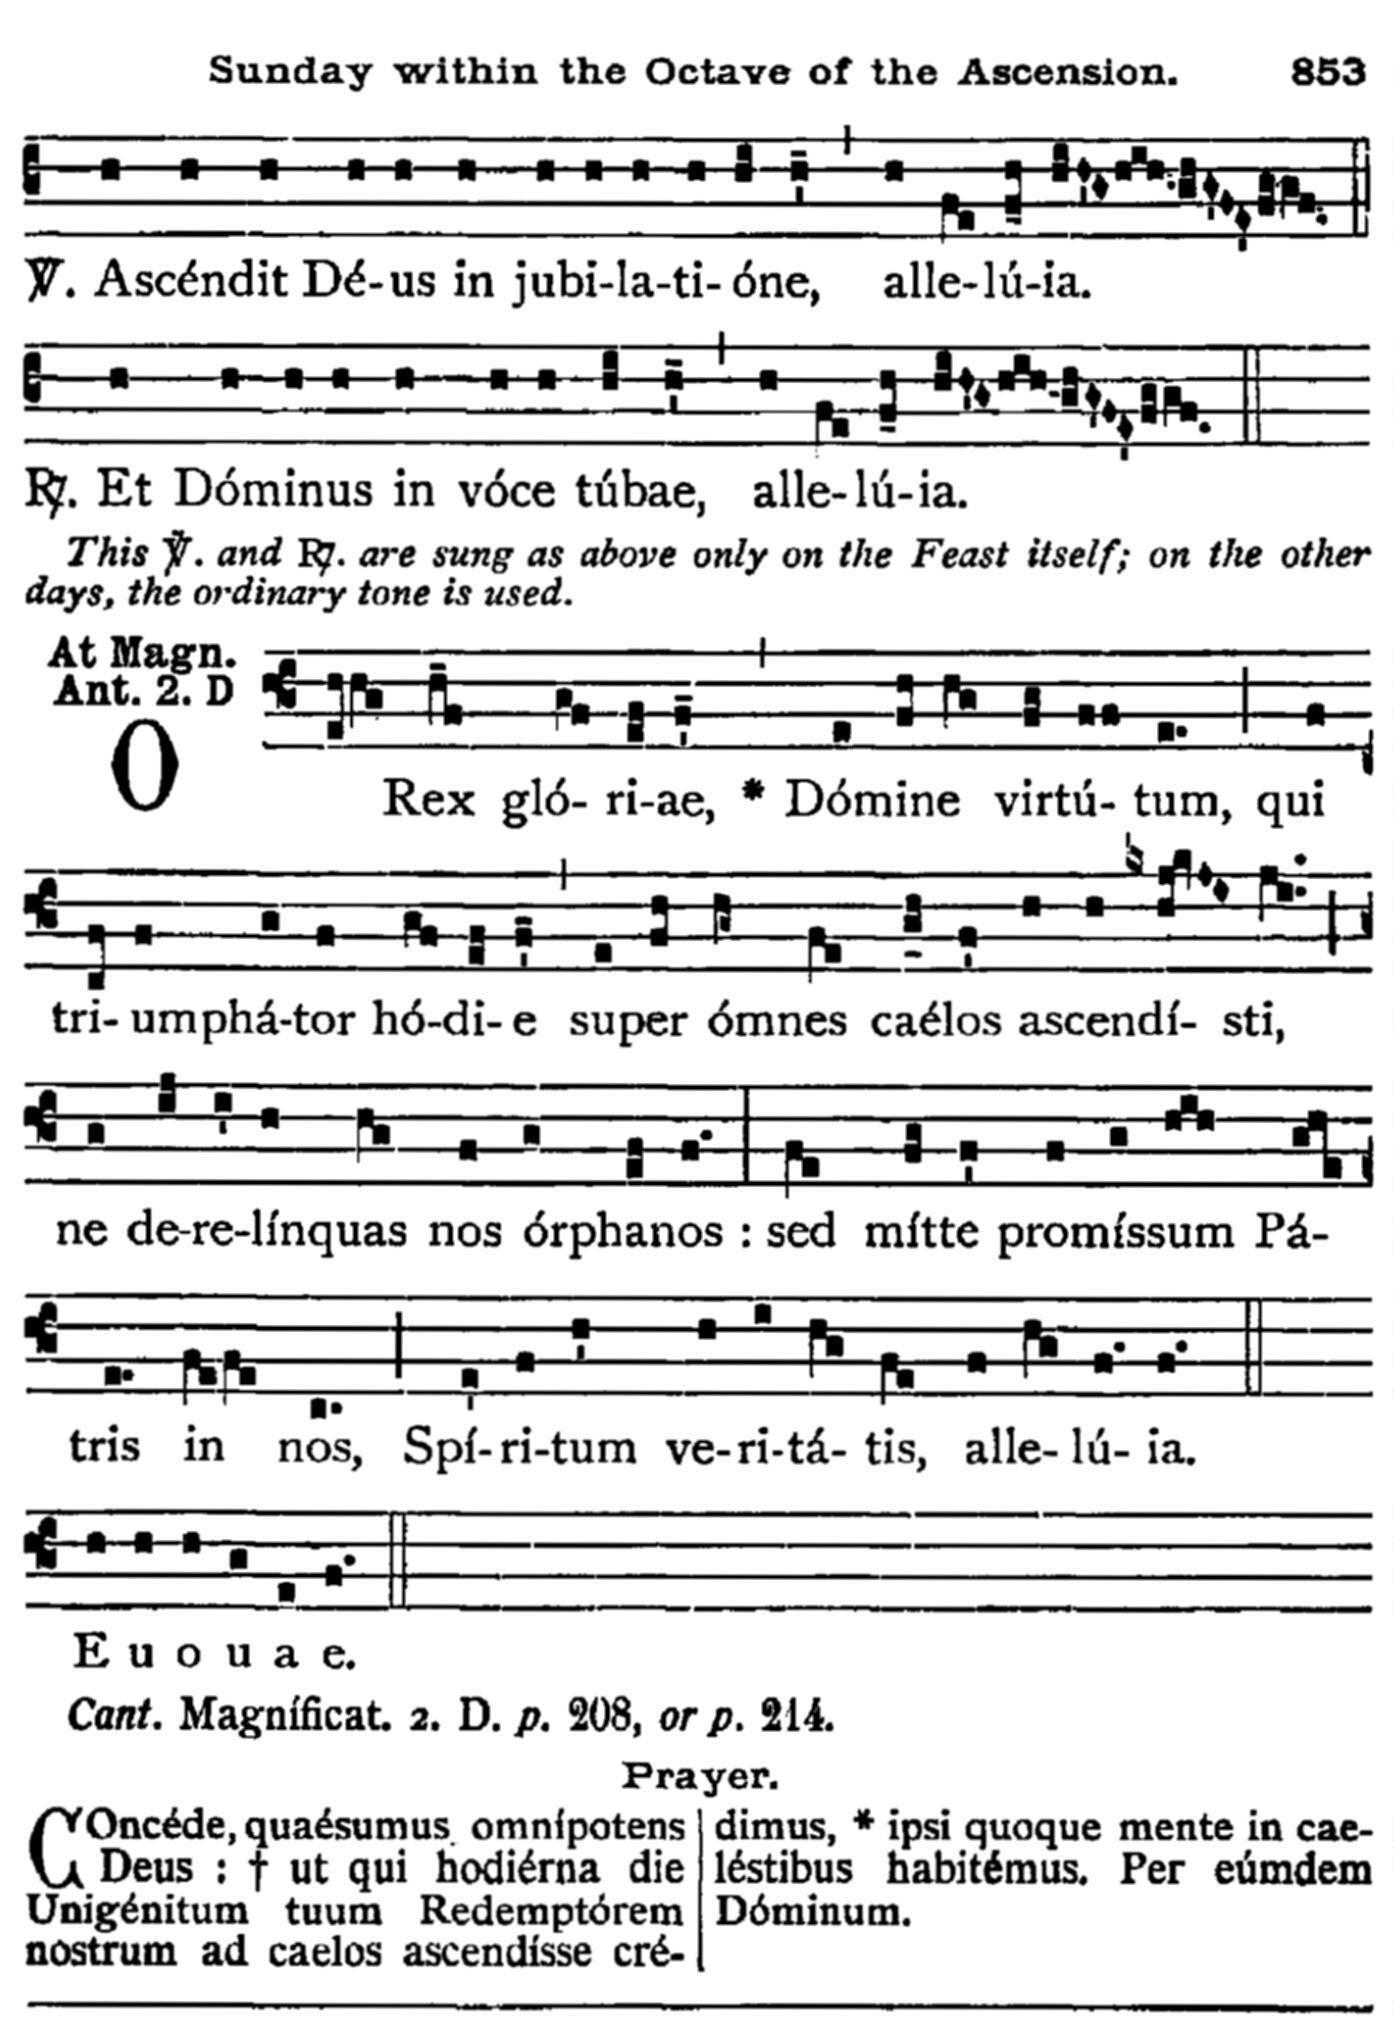 Sunday within the Octave of the Ascension. 853
℣. Ascéndit Dé-us in jubi-la-ti- óne, alle-lú-ia.
℟. Et Dóminus in vóce túbae, alle-lú-ia.
This ℣. and ℟. are sung as above only on the Feast itself; on the other
days, the ordinary tone is used.
At Magn.
Ant. 2. D
O Rex gló- ri-ae, * Dómine virtú- tum, qui
tri- umphá-tor hó-di- e super ómnes caélos ascendí- sti,
ne de-re-línquas nos órphanos : sed mítte promíssum Pá-
tris in nos, Spí-ri-tum ve-ri-tá- tis, alle- lú- ia.
E u o u a e.
Cant. Magníficat. 2. D. p. 208, or p. 214.
Prayer.
COncéde, quaésumus omnípotens
Deus : † ut qui hodiérna die
Unigénitum tuum Redemptórem
nostrum ad caelos ascendísse cré-
dimus, * ipsi quoque mente in cae-
léstibus habitémus. Per eúmdem
Dóminum.